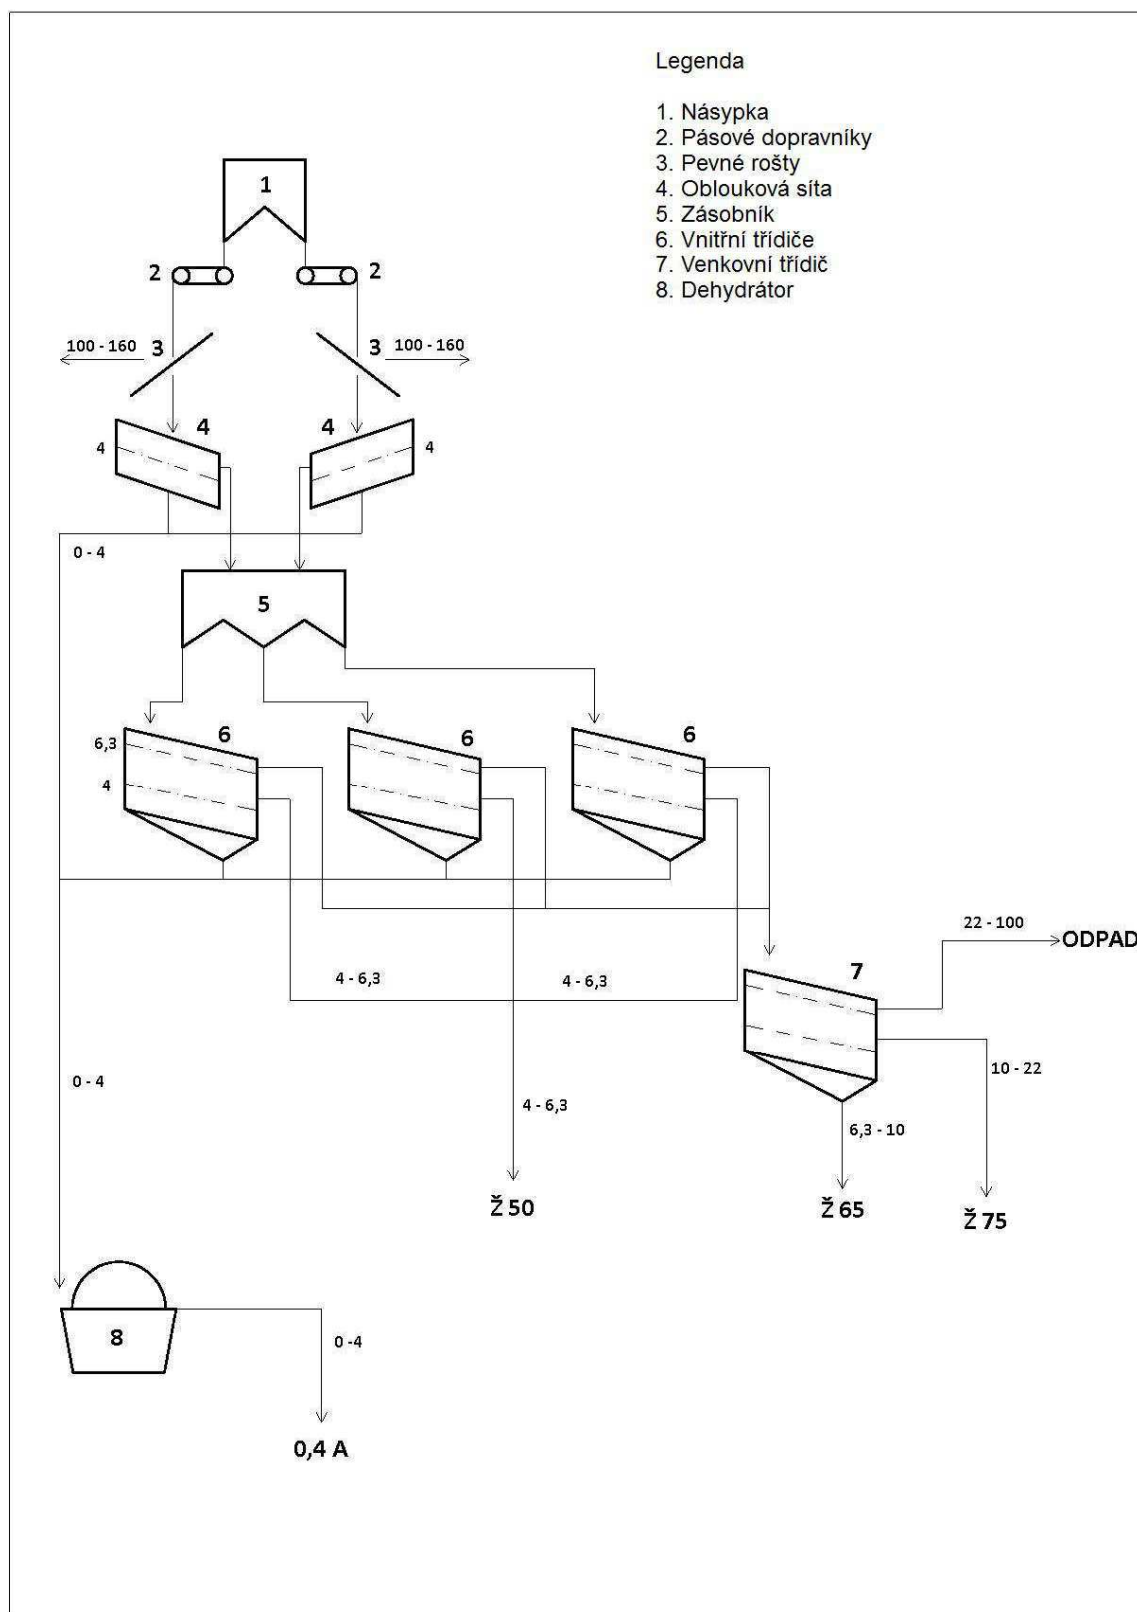 Legenda
1. Násypka
2. Pásové dopravníky
3. Pevné rošty
4. Oblouková síta
5. Zásobník
6. Vnitřní třídiče
7. Venkovní třídič
8. Dehydrátor
1
2
2
100 - 160
3
3
100 - 160
4
4
4
4
0 - 4
5
6
6
6
6,3
4
22 - 100
ODPAD
7
4 - 6,3
4 - 6,3
10 - 22
0 - 4
4 - 6,3
6,3 - 10
Ž 50
Ž 65
Ž 75
8
0 -4
0,4 A